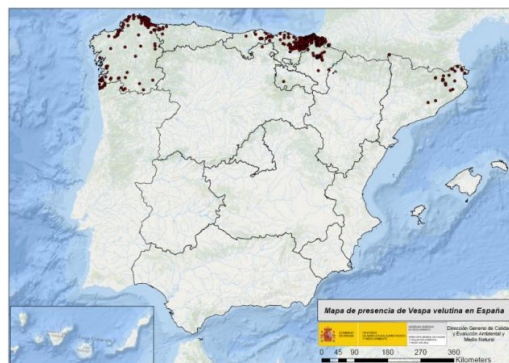 Mapa de presencia de Vespa velutina en España
Dirección General de Calidad
y Evaluación Ambiental y
Medio Natural
0 45 90 180 270 360
Kilometers